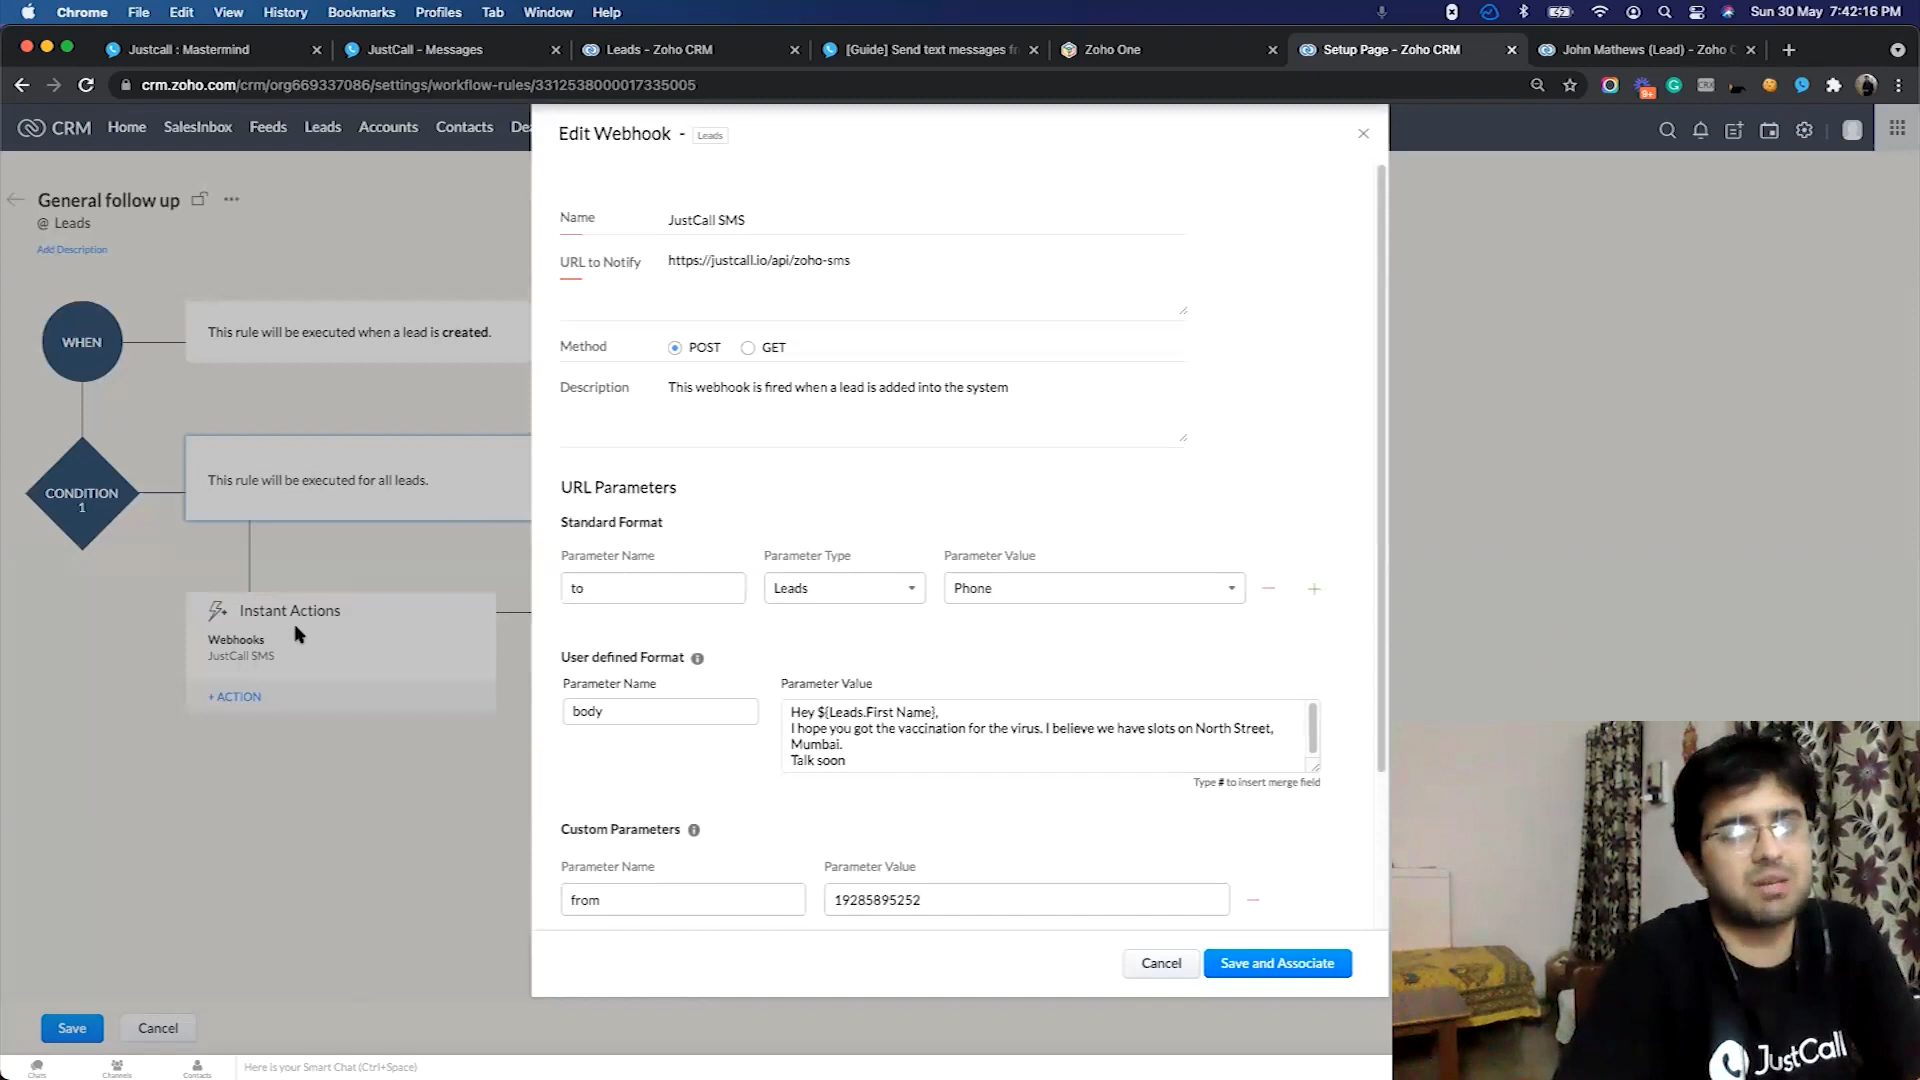 Chrome File Edit View History Bookmarks Profiles Tab Window Help Sun 30 May 7:42:16 PM
Justcall : Mastermind JustCall - Messages Leads - Zoho CRM [Guide] Send text messages fr Zoho One Setup Page - Zoho CRM John Mathews (Lead) - Zoho C
crm.zoho.com/crm/org669337086/settings/workflow-rules/3312538000017335005
9+
CRM Home SalesInbox Feeds Leads Accounts Contacts Dea
Edit Webhook - Leads
General follow up
@ Leads
Add Description
WHEN
This rule will be executed when a lead is created.
CONDITION
1
This rule will be executed for all leads.
Instant Actions
Webhooks
JustCall SMS
+ ACTION
Name JustCall SMS
URL to Notify https://justcall.io/api/zoho-sms
Method POST GET
Description This webhook is fired when a lead is added into the system
URL Parameters
Standard Format
Parameter Name Parameter Type Parameter Value
to Leads Phone
User defined Format
Parameter Name Parameter Value
body
Hey ${Leads.First Name},
I hope you got the vaccination for the virus. I believe we have slots on North Street,
Mumbai.
Talk soon
Type # to insert merge field
Custom Parameters
Parameter Name Parameter Value
from 19285895252
Cancel Save and Associate
Save Cancel
Chats Channels Contacts Here is your Smart Chat (Ctrl+Space)
JustCall